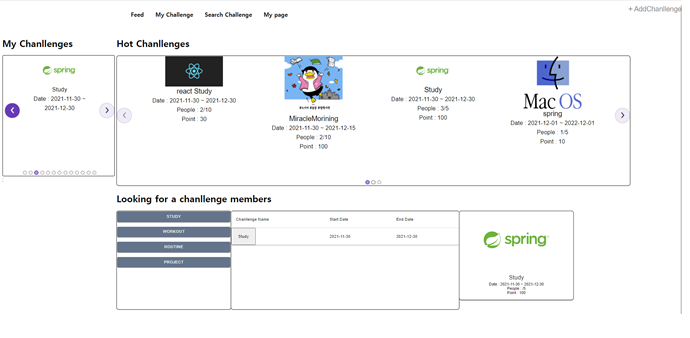 Feed My Challenge Search Challenge My page
+ AddChanllenge
My Chanllenges
spring
Study
Date : 2021-11-30 ~
2021-12-30
Hot Chanllenges
react Study
Date : 2021-11-30 ~ 2021-12-30
People : 2/10
Point : 30
MiracleMorining
Date : 2021-11-30 ~ 2021-12-15
People : 2/10
Point : 100
spring
Study
Date : 2021-11-30 ~ 2021-12-30
People : 3/5
Point : 100
Mac OS
spring
Date : 2021-12-01 ~ 2022-12-01
People : 1/5
Point : 10
Looking for a chanllenge members
STUDY
WORKOUT
ROUTINE
PROJECT
Chanllenge Name Start Date End Date
Study 2021-11-30 2021-12-30
spring
Study
Date : 2021-11-30 ~ 2021-12-30
People : /5
Point : 100